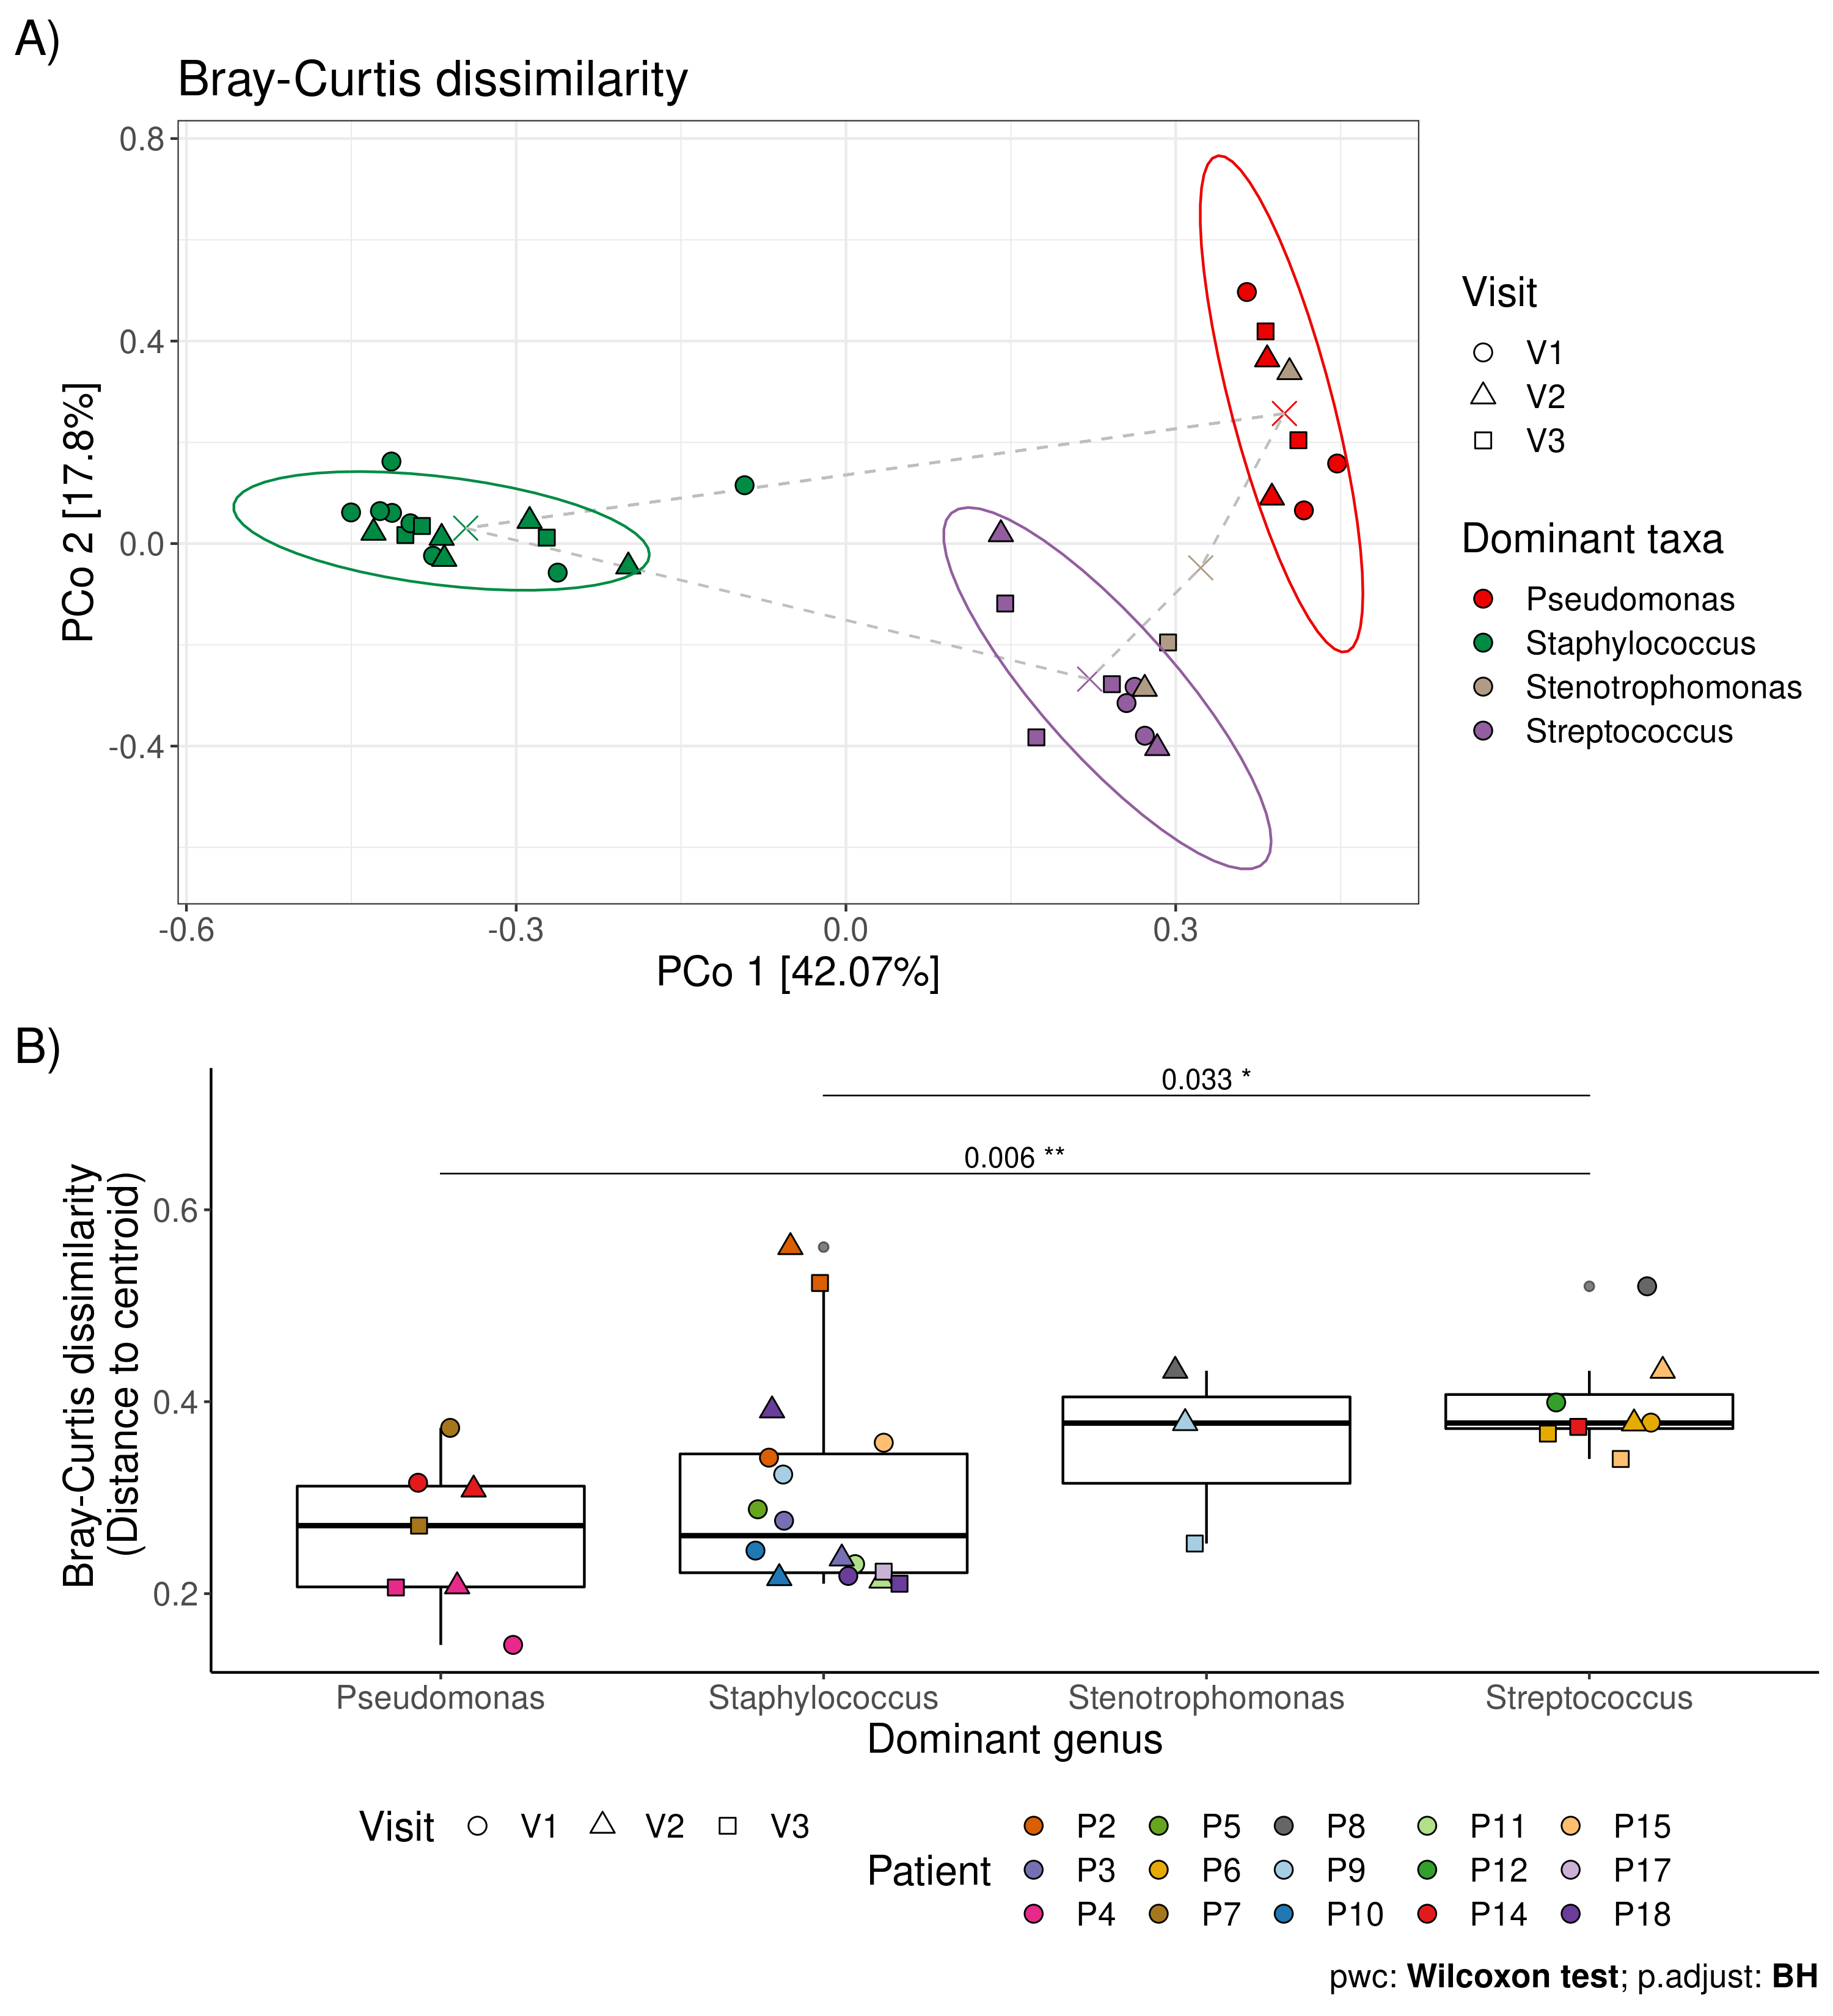 A)
Bray-Curtis dissimilarity
0.8
0.4
0.0
-0.4
PCo 2 [17.8%]
-0.6 -0.3 0.0 0.3
PCo 1 [42.07%]
Visit
V1
V2
V3
Dominant taxa
Pseudomonas
Staphylococcus
Stenotrophomonas
Streptococcus
B)
0.033 *
0.006 **
Bray-Curtis dissimilarity
(Distance to centroid)
0.6
0.4
0.2
Pseudomonas Staphylococcus Stenotrophomonas Streptococcus
Dominant genus
Visit V1 V2 V3
Patient
P2 P5 P8 P11 P15
P3 P6 P9 P12 P17
P4 P7 P10 P14 P18
pwc: Wilcoxon test; p.adjust: BH